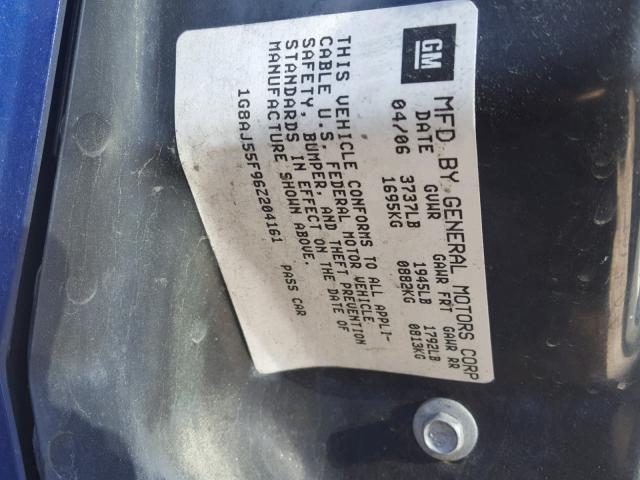 GM
MFD BY GENERAL MOTORS CORP
DATE GVWR GAWR FRT GAWR RR
04/06 3737LB 1945LB 1792LB
1695KG 0882KG 0813KG
THIS VEHICLE CONFORMS TO ALL APPLI-
CABLE U.S. FEDERAL MOTOR VEHICLE
SAFETY, BUMPER, AND THEFT PREVENTION
STANDARDS IN EFFECT ON THE DATE OF
MANUFACTURE SHOWN ABOVE.
1G8AJ55F96Z204161 PASS CAR